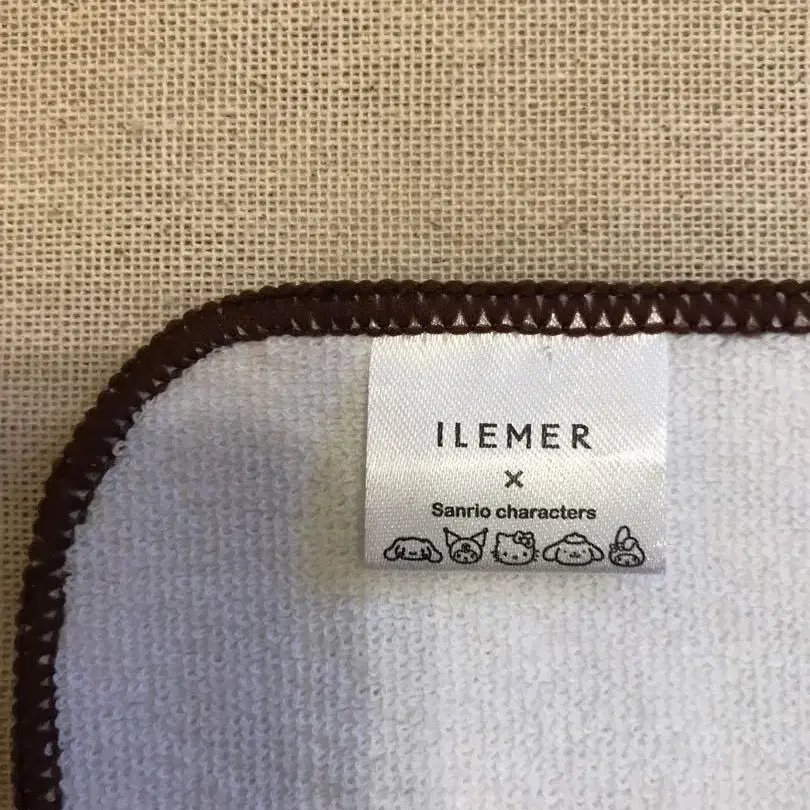 ILEMER
×
Sanrio characters